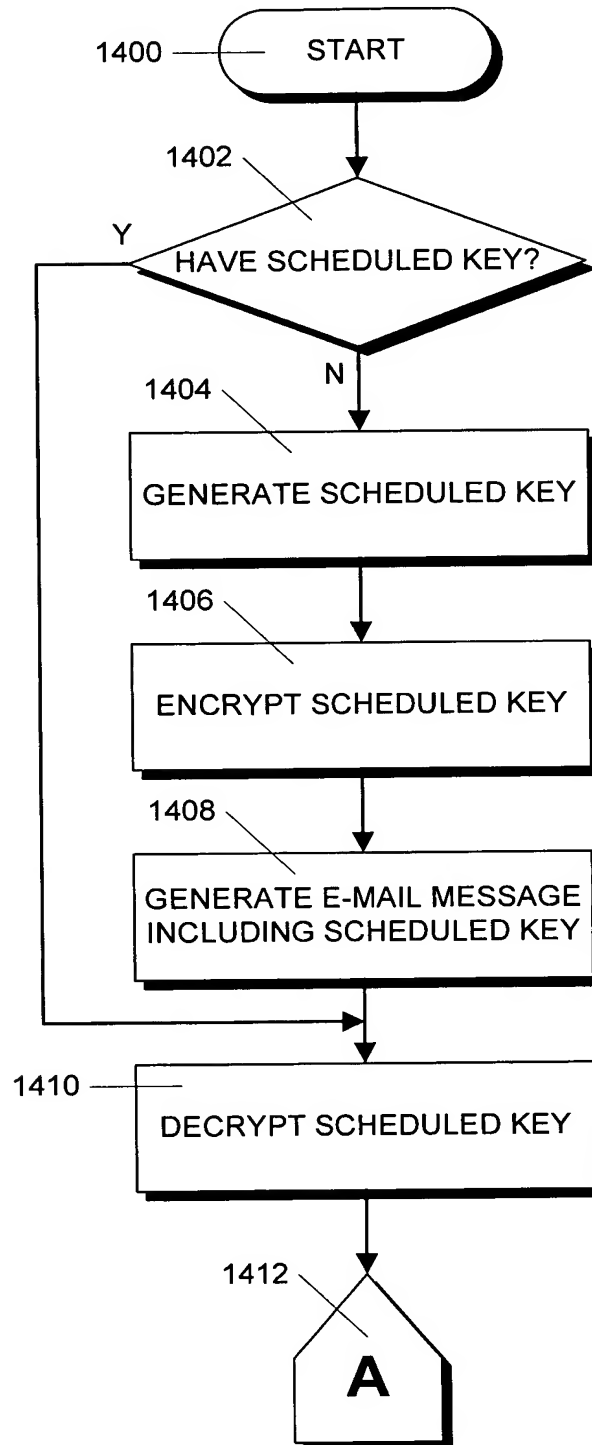 1400
START
1402
Y
HAVE SCHEDULED KEY?
N
1404
GENERATE SCHEDULED KEY
1406
ENCRYPT SCHEDULED KEY
1408
GENERATE E-MAIL MESSAGE
INCLUDING SCHEDULED KEY
1410
DECRYPT SCHEDULED KEY
1412
A